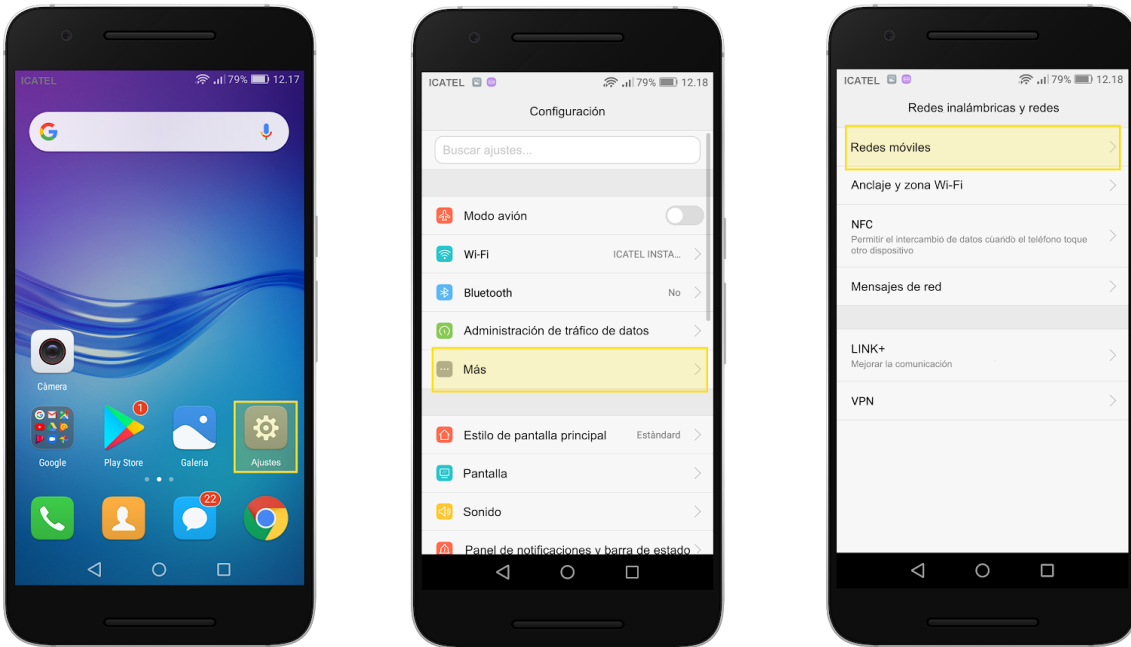 ICATEL 79% 12.17
Càmera
1
Google Play Store Galeria Ajustes
22
ICATEL 79% 12.18
Configuración
Buscar ajustes...
Modo avión
Wi-Fi ICATEL INSTA...
Bluetooth No
Administración de tráfico de datos
Más
Estilo de pantalla principal Estàndard
Pantalla
Sonido
Panel de notificaciones y barra de estado
ICATEL 79% 12.18
Redes inalámbricas y redes
Redes móviles
Anclaje y zona Wi-Fi
NFC
Permitir el intercambio de datos cuando el teléfono toque
otro dispositivo
Mensajes de red
LINK+
Mejorar la comunicación
VPN